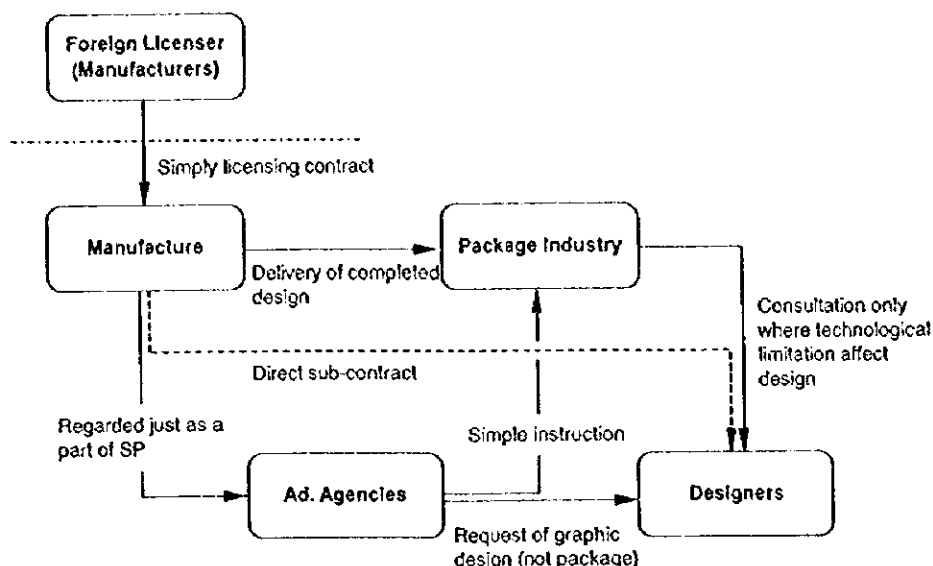 Foreign Licenser
(Manufacturers)
Simply licensing contract
Manufacture
Package Industry
Delivery of completed
design
Consultation only
where technological
limitation affect
design
Direct sub-contract
Regarded just as a
part of SP
Simple instruction
Ad. Agencies
Designers
Request of graphic
design (not package)